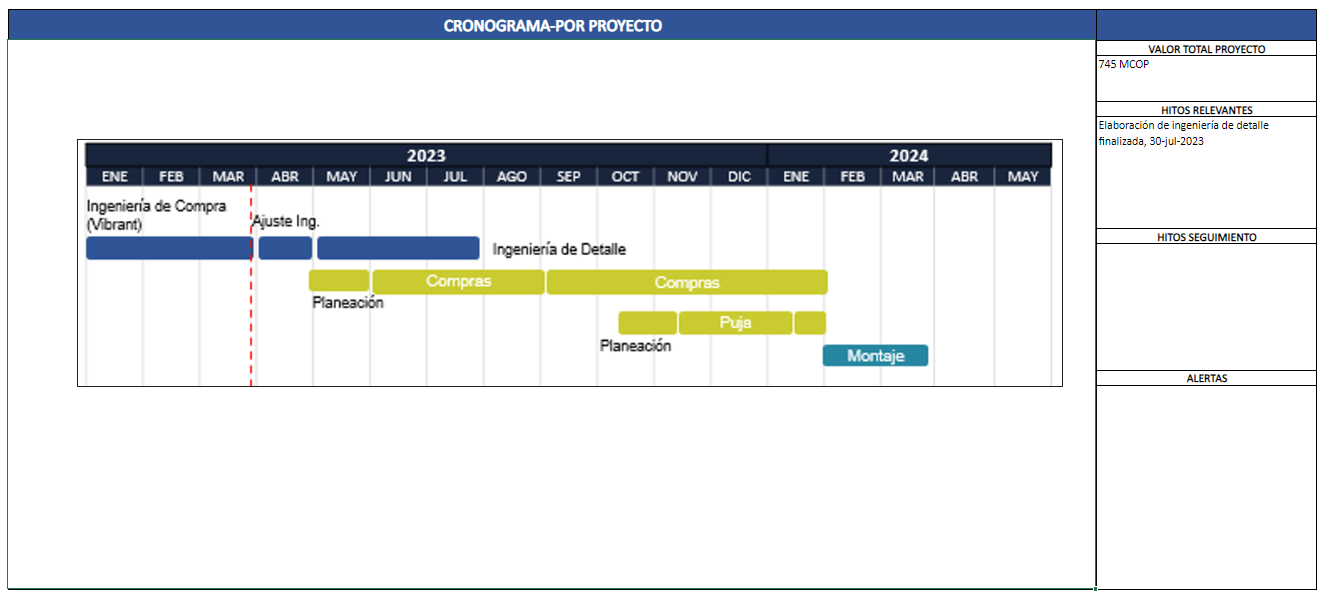 CRONOGRAMA-POR PROYECTO
VALOR TOTAL PROYECTO
745 MCOP
HITOS RELEVANTES
Elaboración de ingeniería de detalle
finalizada, 30-jul-2023
HITOS SEGUIMIENTO
ALERTAS
2023 2024
ENE FEB MAR ABR MAY JUN JUL AGO SEP OCT NOV DIC ENE FEB MAR ABR MAY
Ingeniería de Compra
(Vibrant)
Ajuste Ing.
Ingeniería de Detalle
Compras Compras
Planeación
Puja
Planeación
Montaje